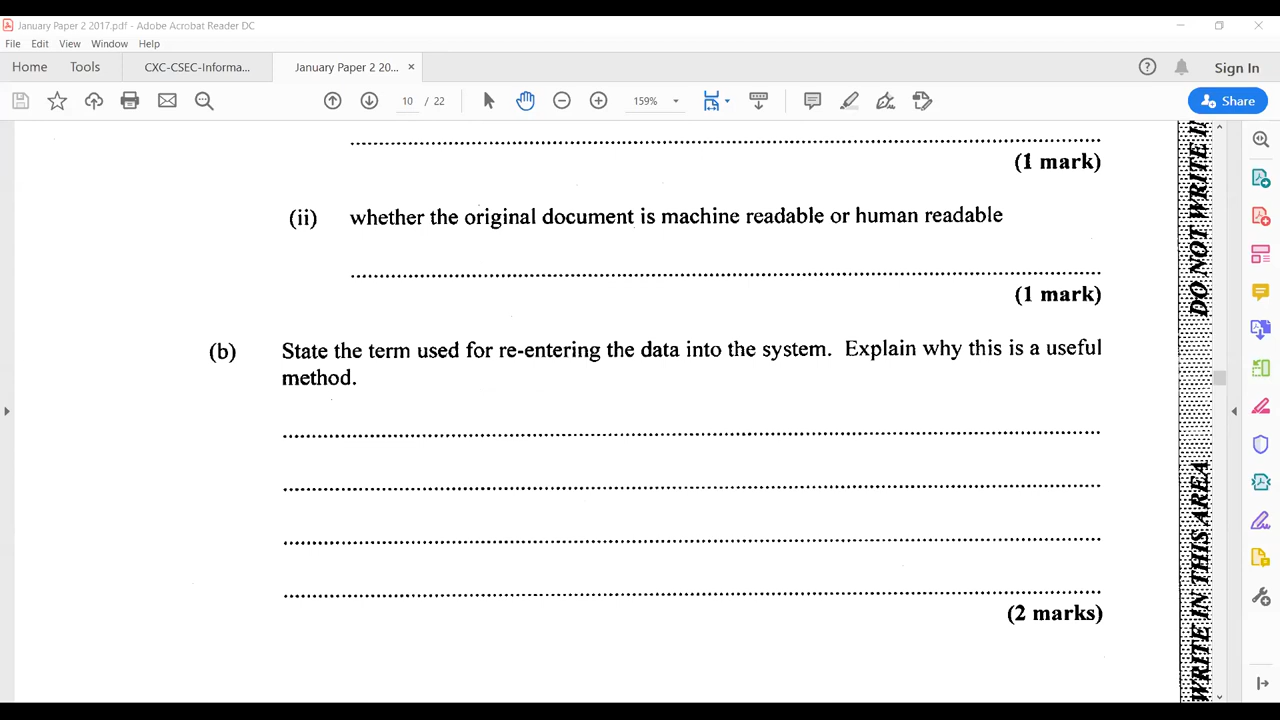 January Paper 2 2017.pdf - Adobe Acrobat Reader DC
File Edit View Window Help
Home Tools CXC-CSEC-Informa... January Paper 2 20... × Sign In
10 / 22 159% Share
(1 mark)
(ii) whether the original document is machine readable or human readable
(1 mark)
(b) State the term used for re-entering the data into the system. Explain why this is a useful
method.
(2 marks)
DO NOT WRITE I
WRITE IN THIS AREA